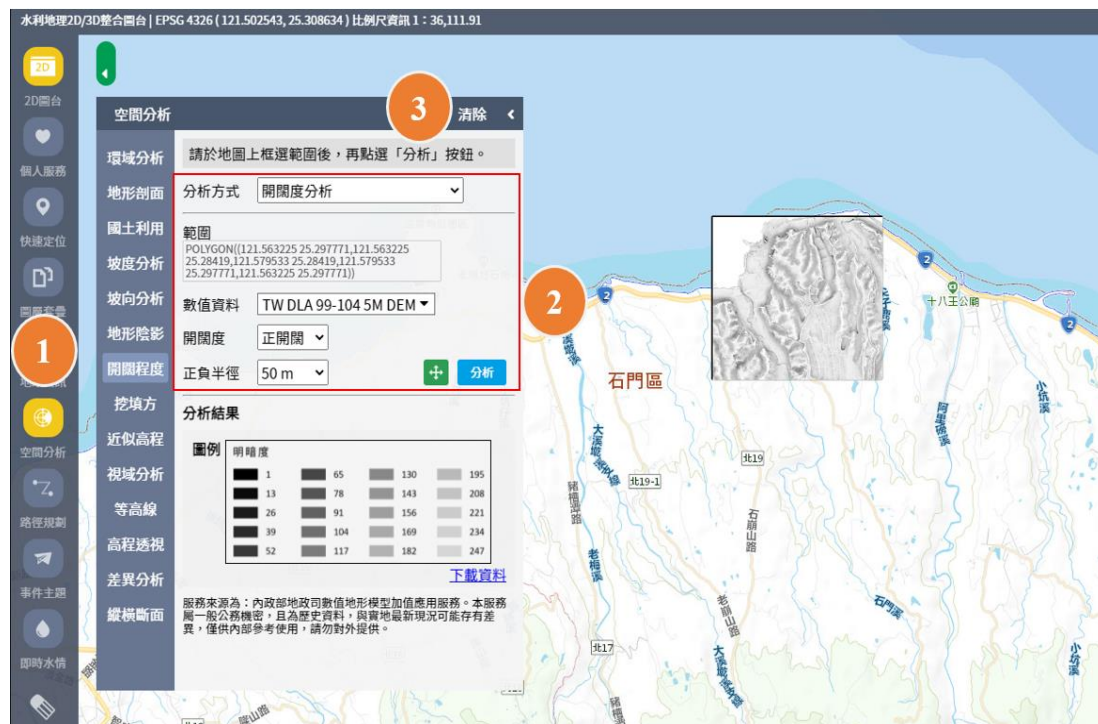 水利地理2D/3D整合圖台 | EPSG 4326 ( 121.502543, 25.308634 ) 比例尺資訊 1 : 36,111.91
2D
2D圖台
個人服務
快速定位
圖層套疊
1
空間分析
路徑規劃
事件主題
即時水情
空間分析
3
清除
環域分析
地形剖面
國土利用
坡度分析
坡向分析
地形陰影
開闊程度
挖填方
近似高程
視域分析
等高線
高程透視
差異分析
縱橫斷面
請於地圖上框選範圍後，再點選「分析」按鈕。
分析方式 開闊度分析
範圍
POLYGON((121.563225 25.297771,121.563225
25.28419,121.579533 25.28419,121.579533
25.297771,121.563225 25.297771))
數值資料 TW DLA 99-104 5M DEM
開闊度 正開闊
正負半徑 50 m
分析
2
分析結果
圖例 明暗度
1 65 130 195
13 78 143 208
26 91 156 221
39 104 169 234
52 117 182 247
下載資料
服務來源為：內政部地政司數值地形模型加值應用服務。本服務
屬一般公務機密，且為歷史資料，與實地最新現況可能存有差
異，僅供內部參考使用，請勿對外提供。
2
2
2
十八王公廟
石門區
小坑溪
阿里磅溪
北19
北19-1
豬槽潭路
石崩山路
老梅溪
老崩山路
石門溪
北17
小坑溪